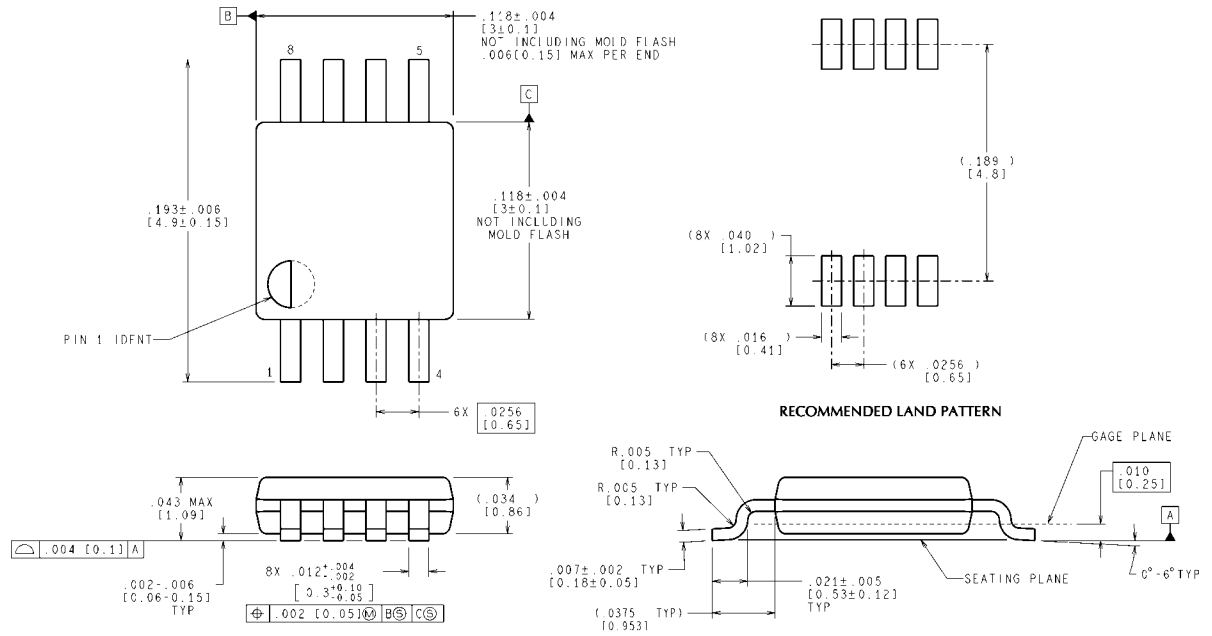 B
.118±.004
[3±0.1]
NOT INCLUDING MOLD FLASH
.006[0.15] MAX PER END
8
5
C
.193±.006
[4.9±0.15]
.118±.004
[3±0.1]
NOT INCLUDING
MOLD FLASH
PIN 1 IDENT
1
4
6X .0256
[0.65]
(.189 )
[4.8]
(8X .040 )
[1.02]
(8X .016 )
[0.41]
(6X .0256 )
[0.65]
RECOMMENDED LAND PATTERN
.043 MAX
[1.09]
(.034 )
[0.86]
⌓ .004 [0.1] A
.002-.006
[0.06-0.15]
TYP
8X .012 +.004 -.002
[ 0.3 +0.10 -0.05 ]
⌖ .002 [0.05]Ⓜ BⓈ CⓈ
R.005 TYP
[0.13]
R.005 TYP
[0.13]
GAGE PLANE
.010
[0.25]
A
.007±.002 TYP
[0.18±0.05]
.021±.005
[0.53±0.12]
TYP
SEATING PLANE
0°-6° TYP
(.0375 TYP)
[0.953]